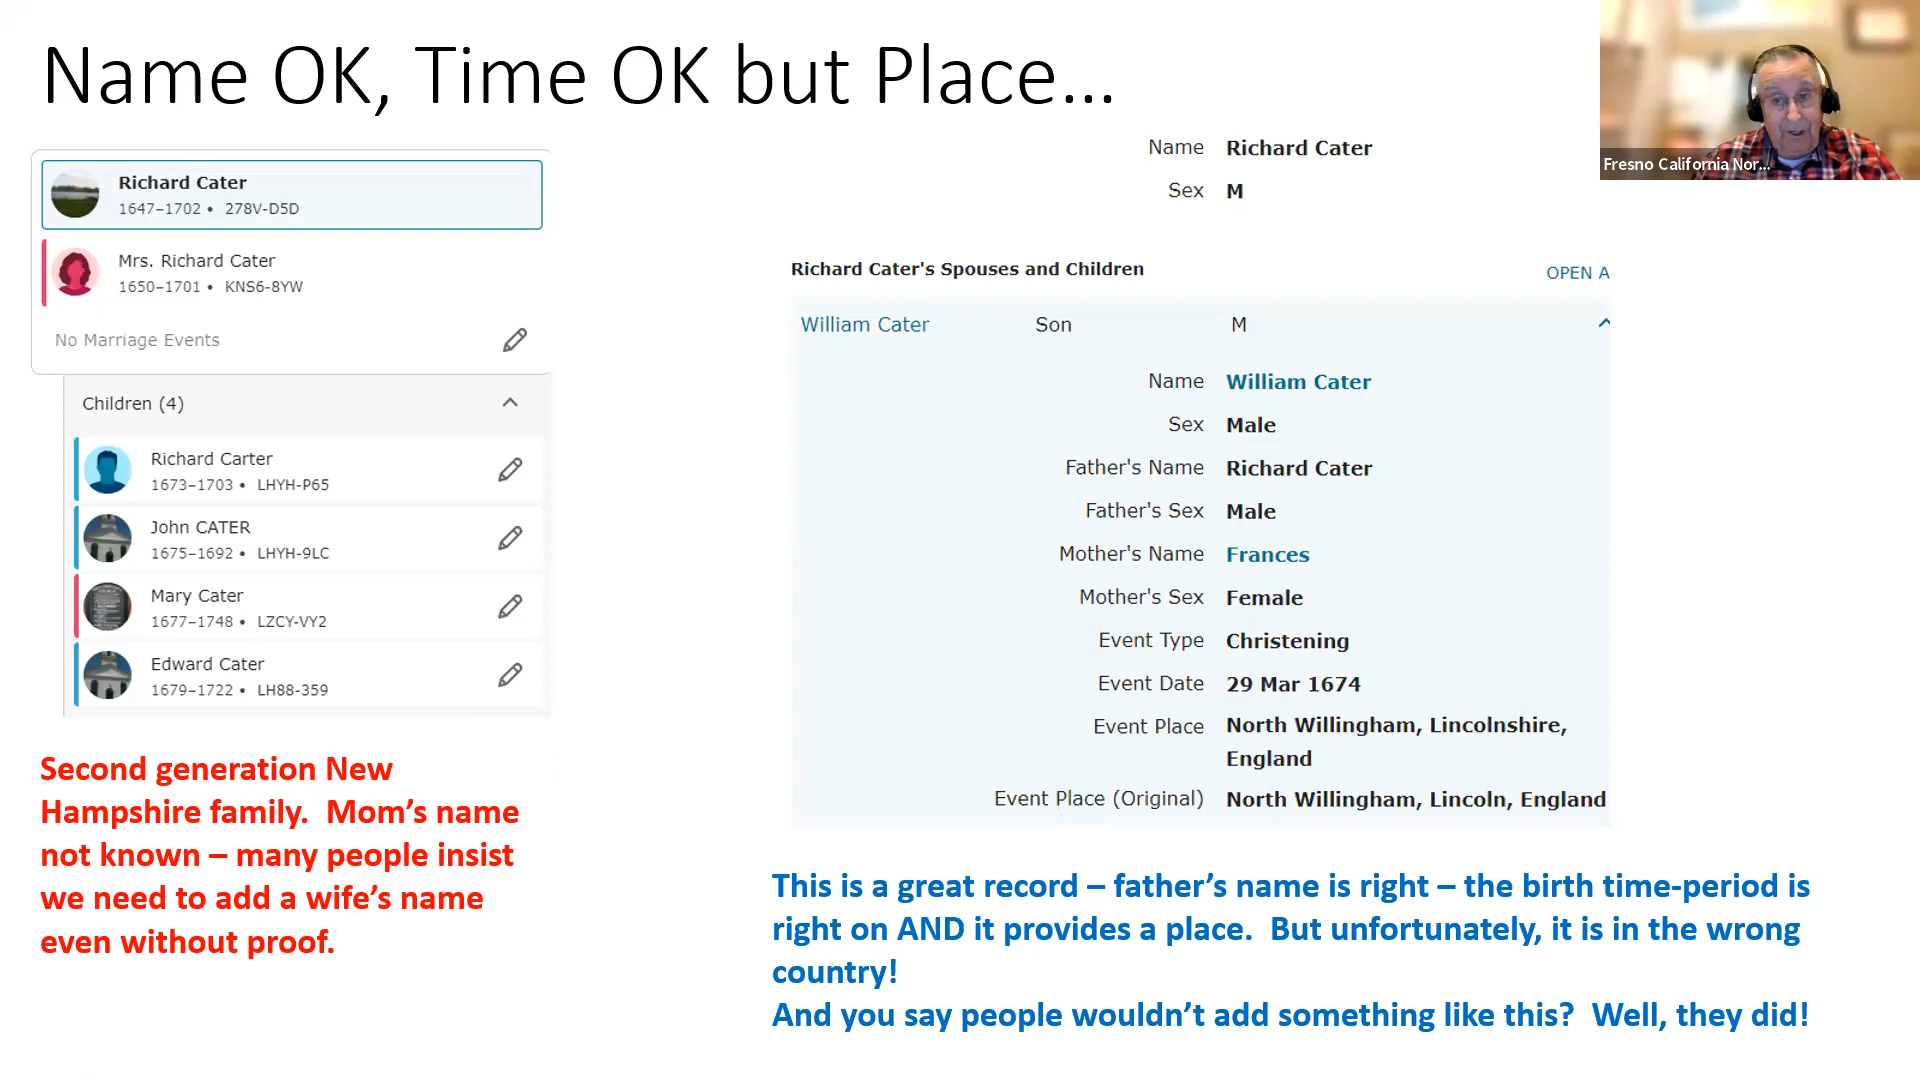 Name OK, Time OK but Place...
Fresno California Nor...
Richard Cater
1647–1702 • 278V-D5D
Mrs. Richard Cater
1650–1701 • KNS6-8YW
No Marriage Events
Children (4)
Richard Carter
1673–1703 • LHYH-P65
John CATER
1675–1692 • LHYH-9LC
Mary Cater
1677–1748 • LZCY-VY2
Edward Cater
1679–1722 • LH88-359
Second generation New
Hampshire family. Mom’s name
not known – many people insist
we need to add a wife’s name
even without proof.
Name Richard Cater
Sex M
Richard Cater's Spouses and Children OPEN A
William Cater Son M
Name William Cater
Sex Male
Father's Name Richard Cater
Father's Sex Male
Mother's Name Frances
Mother's Sex Female
Event Type Christening
Event Date 29 Mar 1674
Event Place North Willingham, Lincolnshire,
England
Event Place (Original) North Willingham, Lincoln, England
This is a great record – father’s name is right – the birth time-period is
right on AND it provides a place. But unfortunately, it is in the wrong
country!
And you say people wouldn’t add something like this? Well, they did!